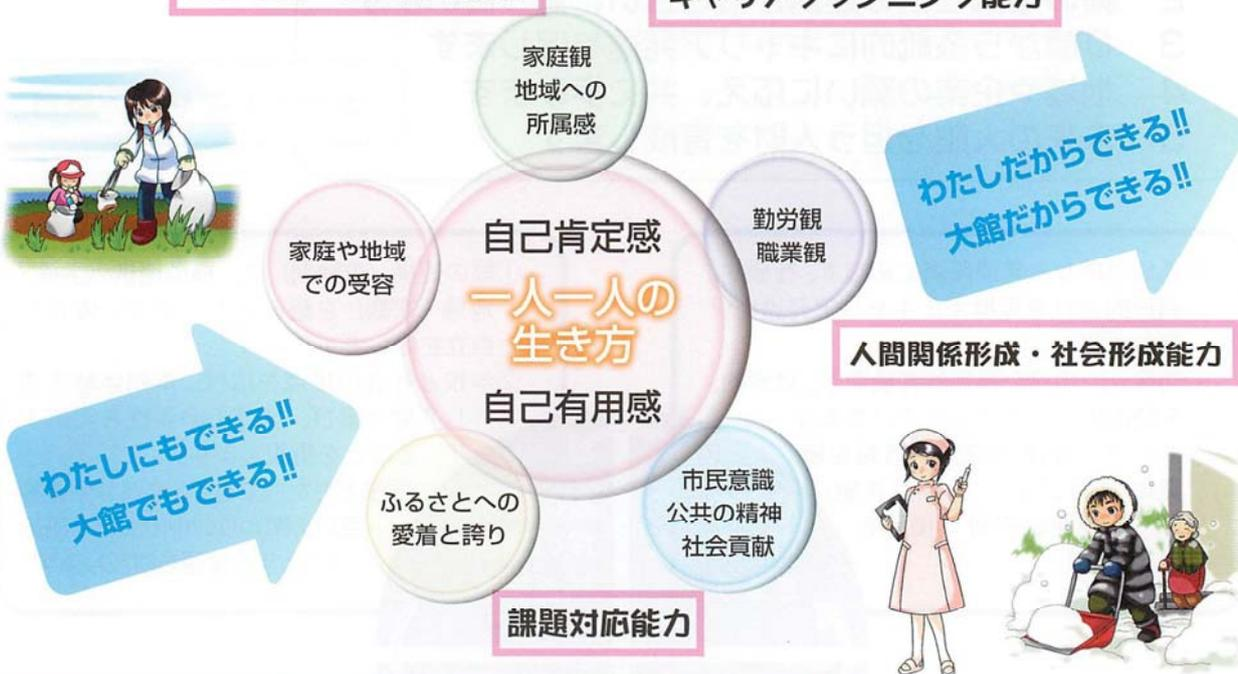 キャリアプランニング能力
家庭観
地域への
所属感
わたしだからできる!!
大館だからできる!!
家庭や地域
での受容
自己肯定感
一人一人の
生き方
自己有用感
勤労観
職業観
人間関係形成・社会形成能力
わたしにもできる!!
大館でもできる!!
ふるさとへの
愛着と誇り
市民意識
公共の精神
社会貢献
課題対応能力